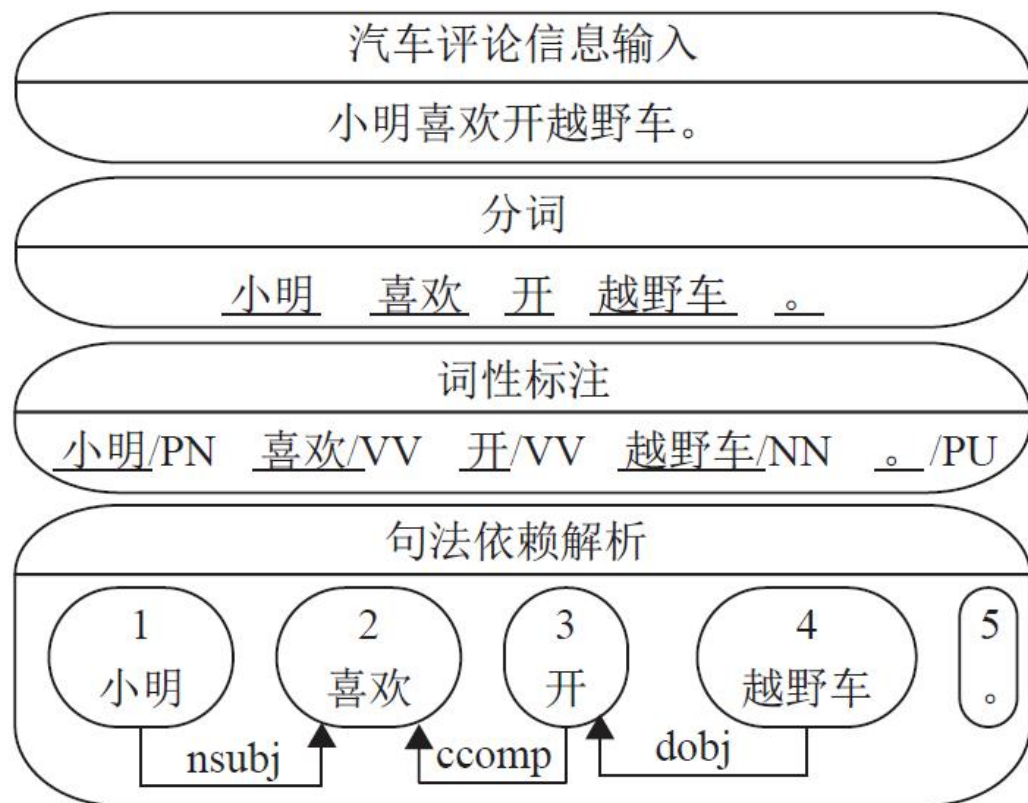 汽车评论信息输入
小明喜欢开越野车。
分词
小明 喜欢 开 越野车 。
词性标注
小明/PN 喜欢/VV 开/VV 越野车/NN 。/PU
句法依赖解析
1 2 3 4 5
小明 喜欢 开 越野车 。
nsubj ccomp dobj